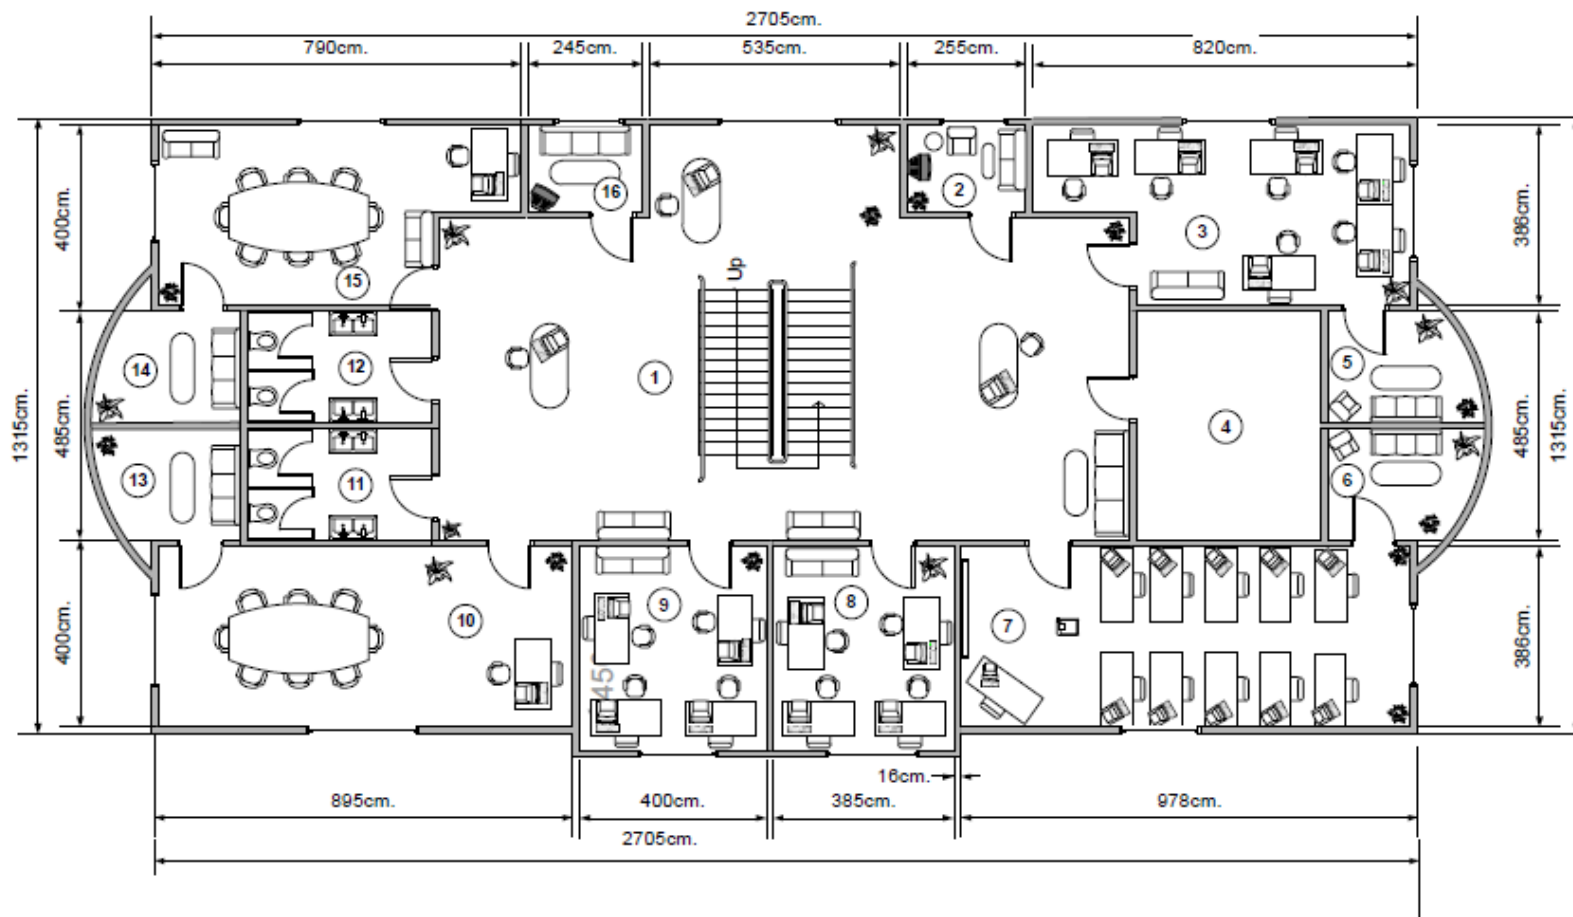 2705cm.
790cm.
245cm.
535cm.
255cm.
820cm.
400cm.
386cm.
16
2
3
Up
15
1315cm.
485cm.
14
12
1
5
4
485cm.
1315cm.
13
11
6
400cm.
10
9
8
7
386cm.
45
16cm.
895cm.
400cm.
385cm.
978cm.
2705cm.